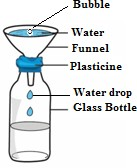 Bubble
Water
Funnel
Plasticine
Water drop
Glass Bottle